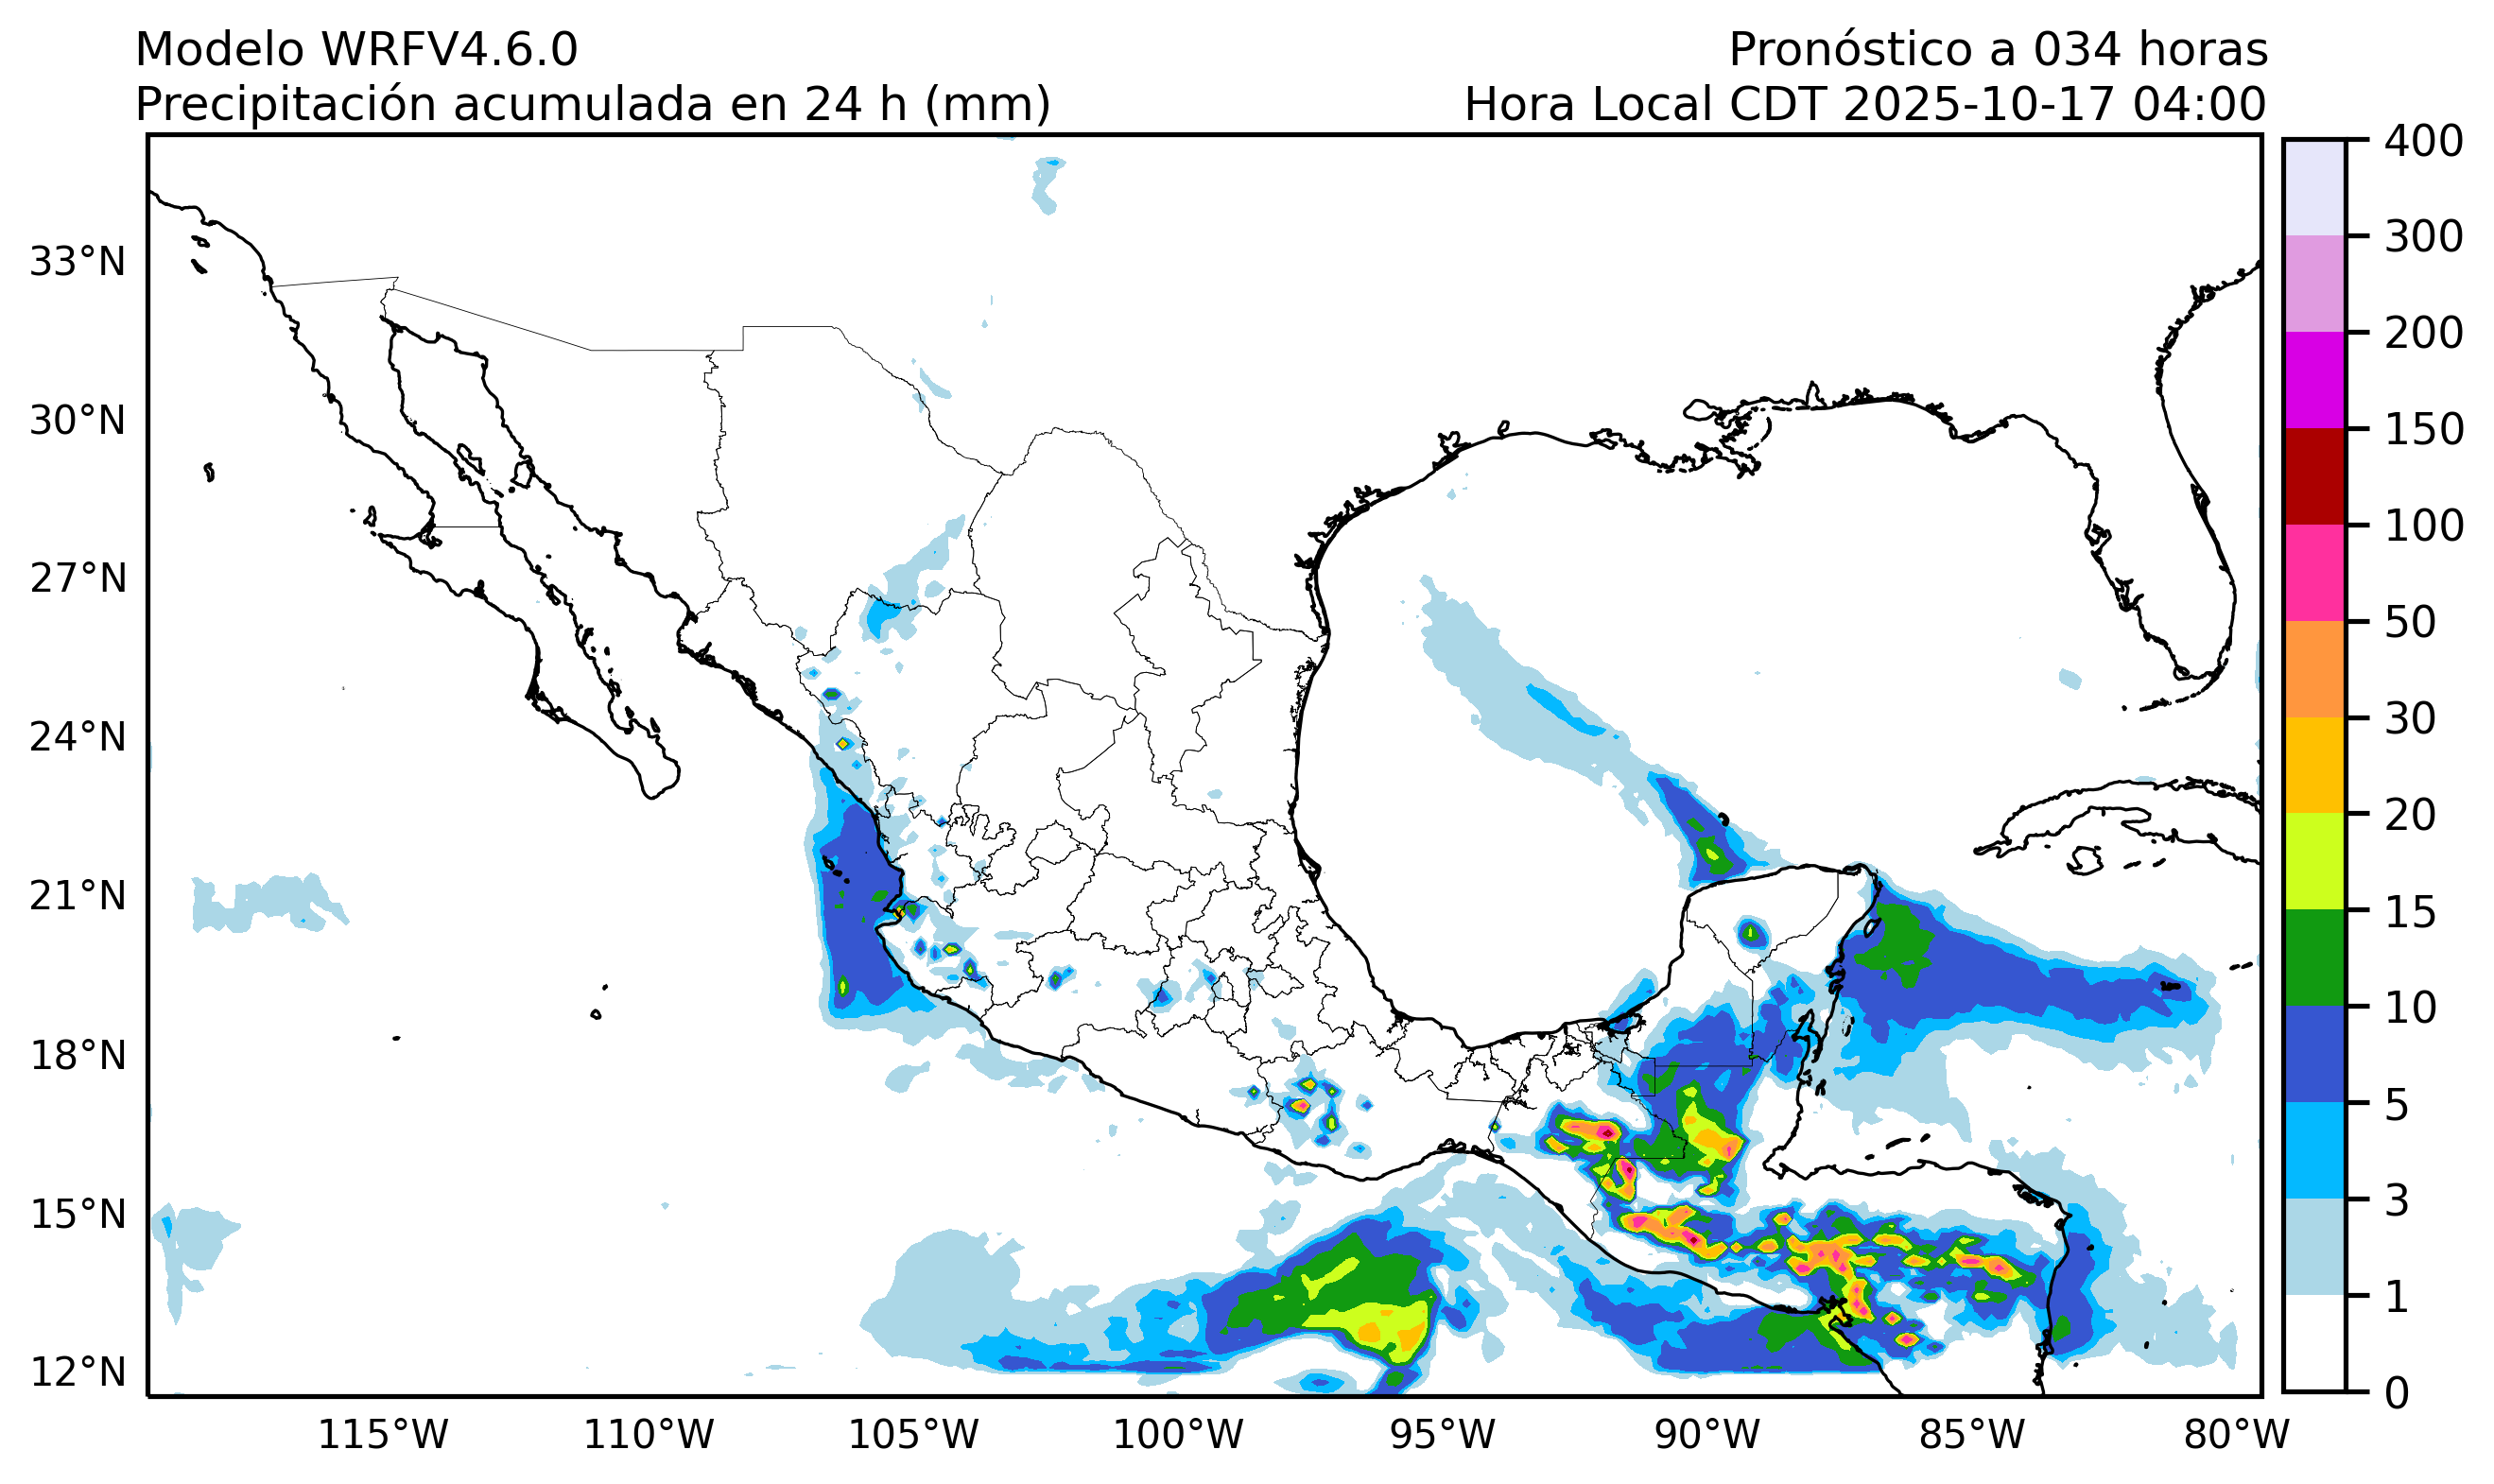 Modelo WRFV4.6.0
Pronóstico a 034 horas
Precipitación acumulada en 24 h (mm)
Hora Local CDT 2025-10-17 04:00
33°N
30°N
27°N
24°N
21°N
18°N
15°N
12°N
115°W
110°W
105°W
100°W
95°W
90°W
85°W
80°W
400
300
200
150
100
50
30
20
15
10
5
3
1
0